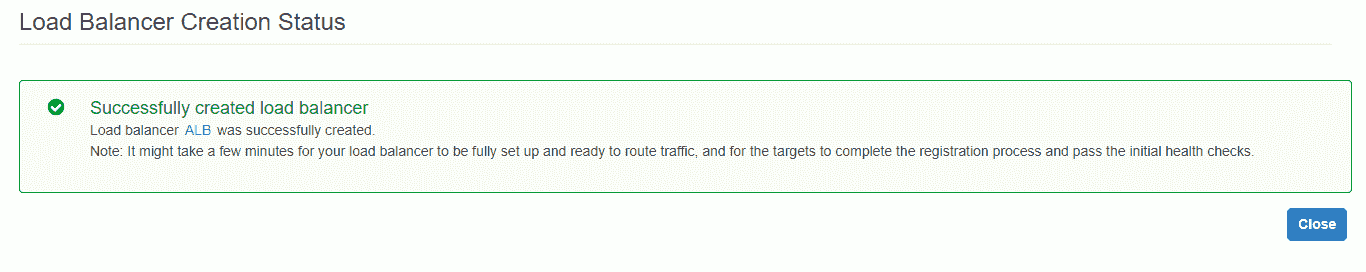 Load Balancer Creation Status
Successfully created load balancer
Load balancer ALB was successfully created.
Note: It might take a few minutes for your load balancer to be fully set up and ready to route traffic, and for the targets to complete the registration process and pass the initial health checks.
Close